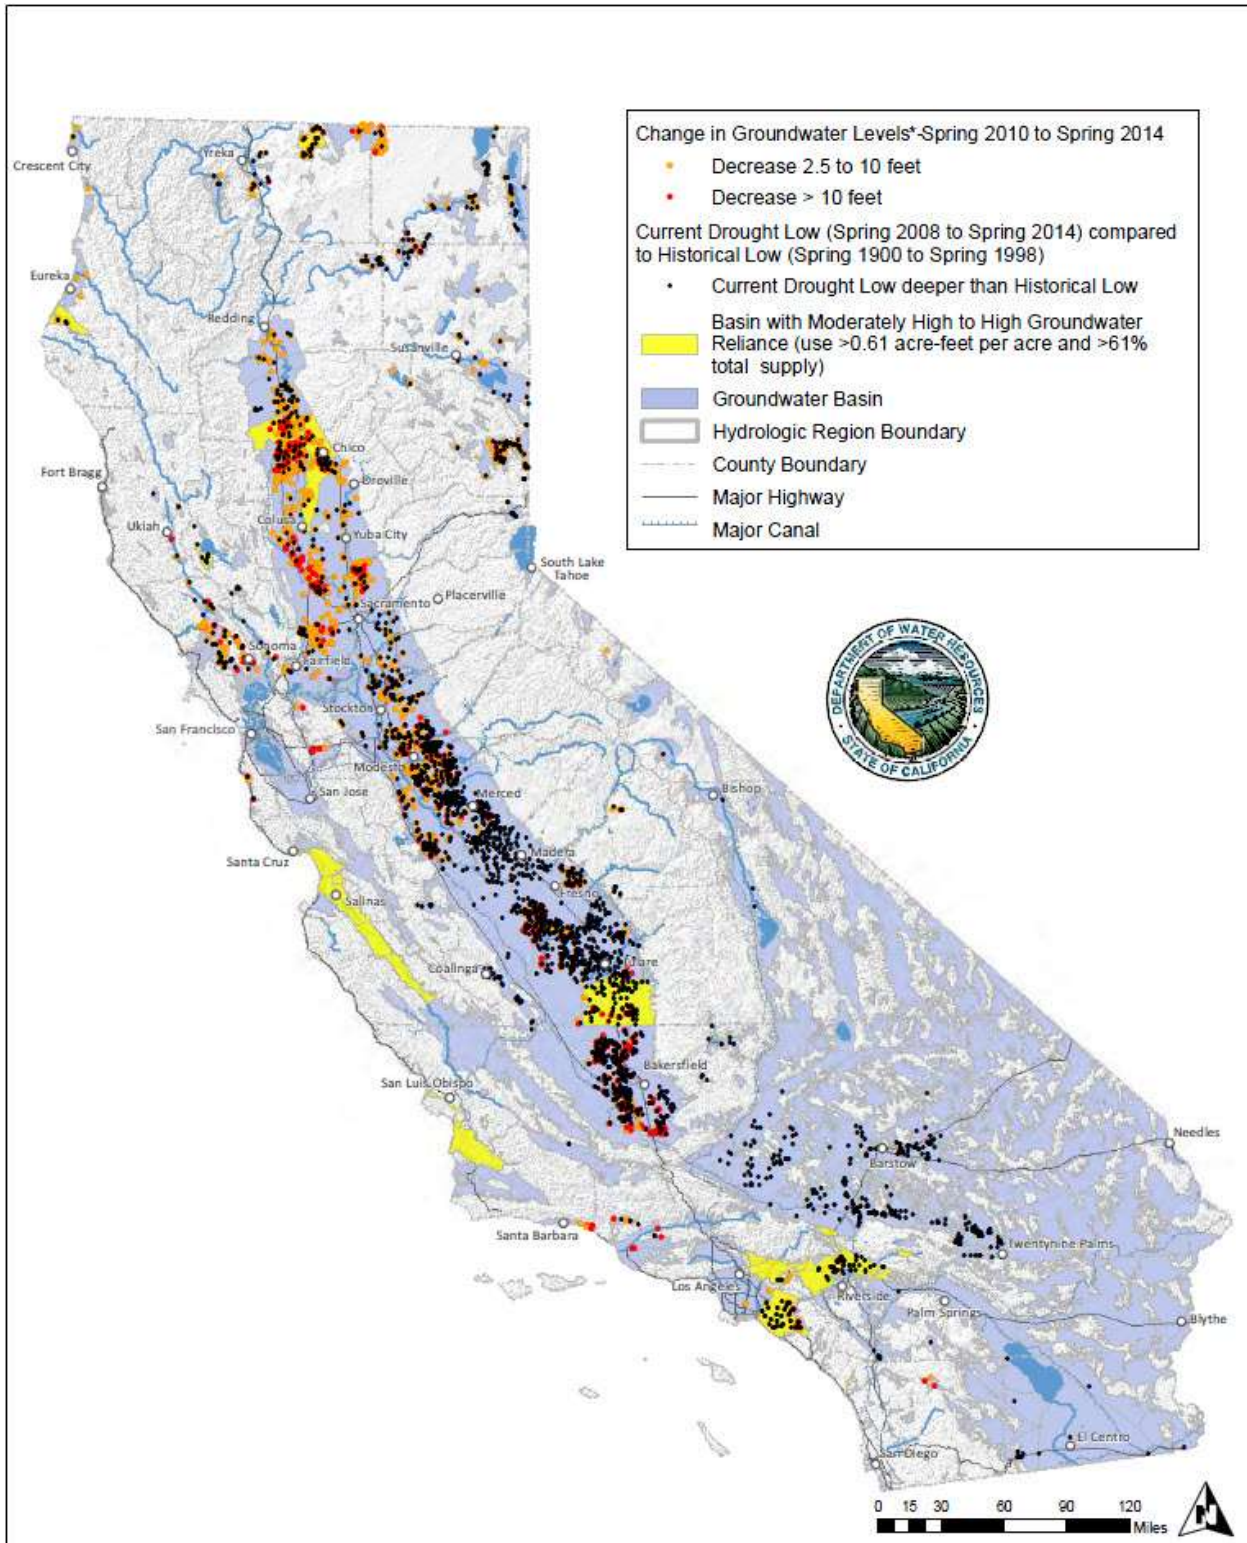 Change in Groundwater Levels*-Spring 2010 to Spring 2014
Decrease 2.5 to 10 feet
Decrease > 10 feet
Current Drought Low (Spring 2008 to Spring 2014) compared
to Historical Low (Spring 1900 to Spring 1998)
Current Drought Low deeper than Historical Low
Basin with Moderately High to High Groundwater
Reliance (use >0.61 acre-feet per acre and >61%
total supply)
Groundwater Basin
Hydrologic Region Boundary
County Boundary
Major Highway
Major Canal
Crescent City
Yreka
Eureka
Redding
Susanville
Chico
Fort Bragg
Oroville
Colusa
Ukiah
Yuba City
South Lake
Tahoe
Placerville
Sacramento
Sonoma
Fairfield
Stockton
San Francisco
Modesto
San Jose
Merced
Bishop
Santa Cruz
Madera
Fresno
Salinas
Coalinga
Tulare
Bakersfield
San Luis Obispo
Needles
Barstow
Santa Barbara
Twentynine Palms
Los Angeles
Riverside
Palm Springs
Blythe
El Centro
San Diego
DEPARTMENT OF WATER RESOURCES
STATE OF CALIFORNIA
0 15 30 60 90 120
Miles
N